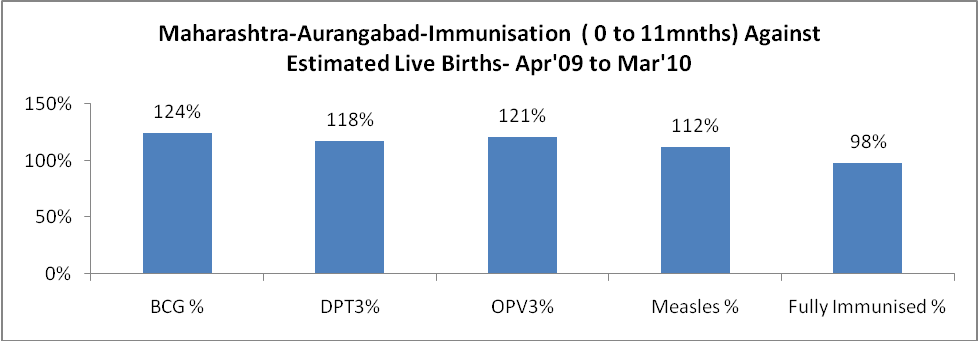 Maharashtra-Aurangabad-Immunisation ( 0 to 11mnths) Against
Estimated Live Births- Apr'09 to Mar'10
150%
100%
50%
0%
124%
118%
121%
112%
98%
BCG %
DPT3%
OPV3%
Measles %
Fully Immunised %